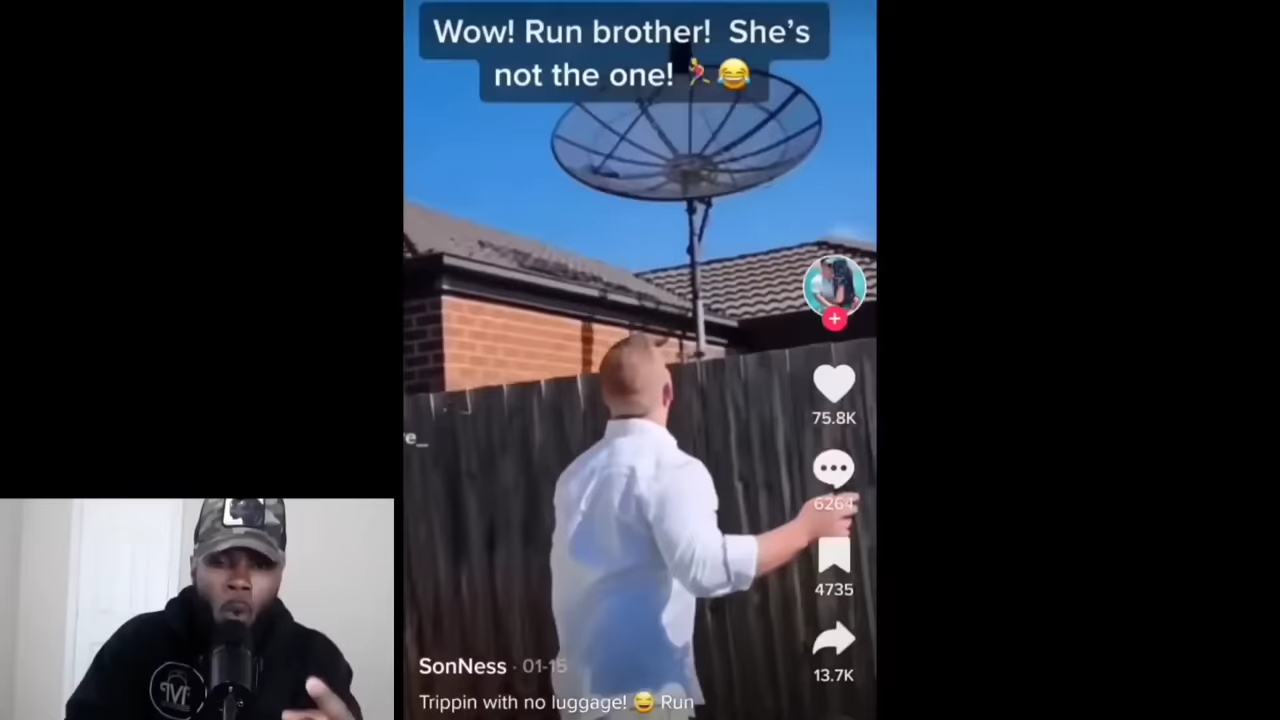 Wow! Run brother! She's
not the one! 🏃😂
75.8K
e_
6264
4735
13.7K
SonNess · 01-15
Trippin with no luggage! 😄 Run